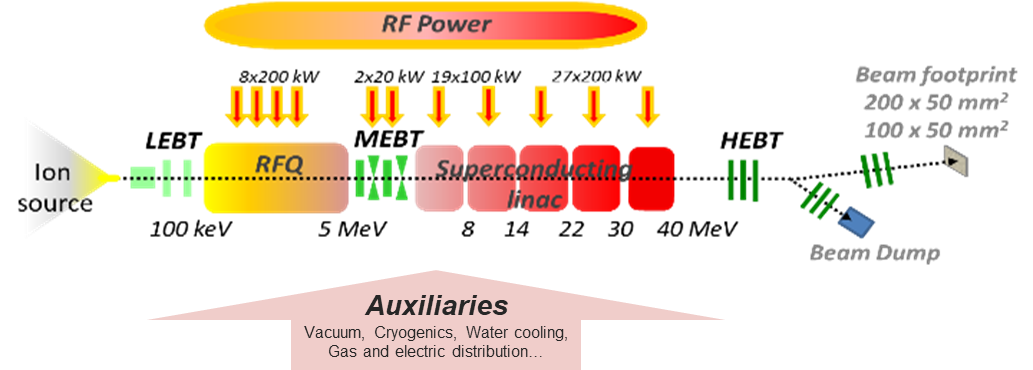 RF Power
8x200 kW 2x20 kW 19x100 kW 27x200 kW
Beam footprint
200 x 50 mm²
100 x 50 mm²
LEBT MEBT HEBT
RFQ
Ion
source
Superconducting
linac
100 keV 5 MeV 8 14 22 30 40 MeV
Beam Dump
Auxiliaries
Vacuum, Cryogenics, Water cooling,
Gas and electric distribution…